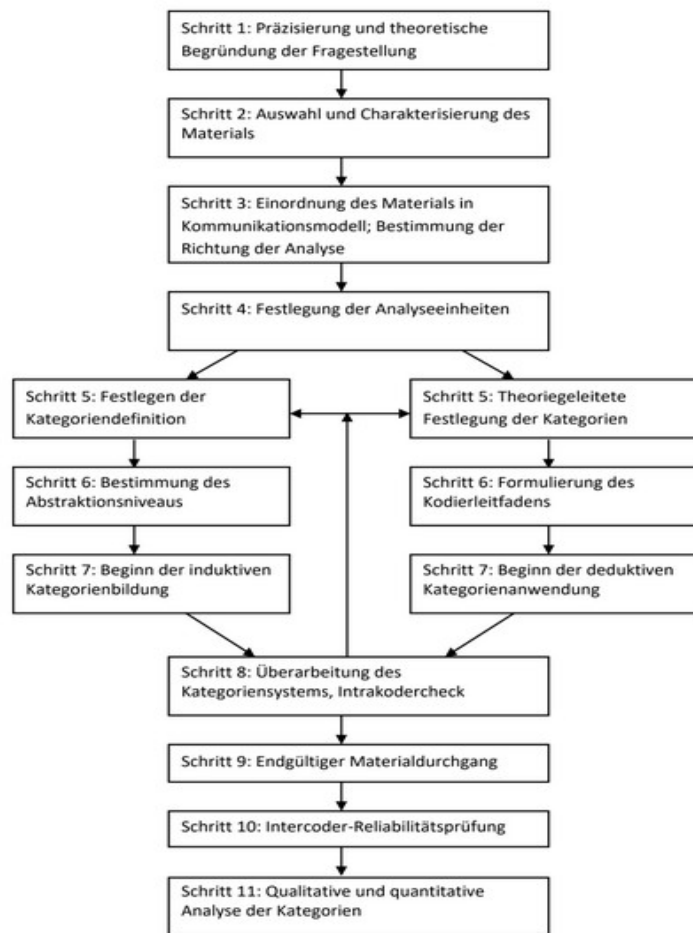 Schritt 1: Präzisierung und theoretische
Begründung der Fragestellung
Schritt 2: Auswahl und Charakterisierung des
Materials
Schritt 3: Einordnung des Materials in
Kommunikationsmodell; Bestimmung der
Richtung der Analyse
Schritt 4: Festlegung der Analyseeinheiten
Schritt 5: Festlegen der
Kategoriendefinition
Schritt 5: Theoriegeleitete
Festlegung der Kategorien
Schritt 6: Bestimmung des
Abstraktionsniveaus
Schritt 6: Formulierung des
Kodierleitfadens
Schritt 7: Beginn der induktiven
Kategorienbildung
Schritt 7: Beginn der deduktiven
Kategorienanwendung
Schritt 8: Überarbeitung des
Kategoriensystems, Intrakodercheck
Schritt 9: Endgültiger Materialdurchgang
Schritt 10: Intercoder-Reliabilitätsprüfung
Schritt 11: Qualitative und quantitative
Analyse der Kategorien